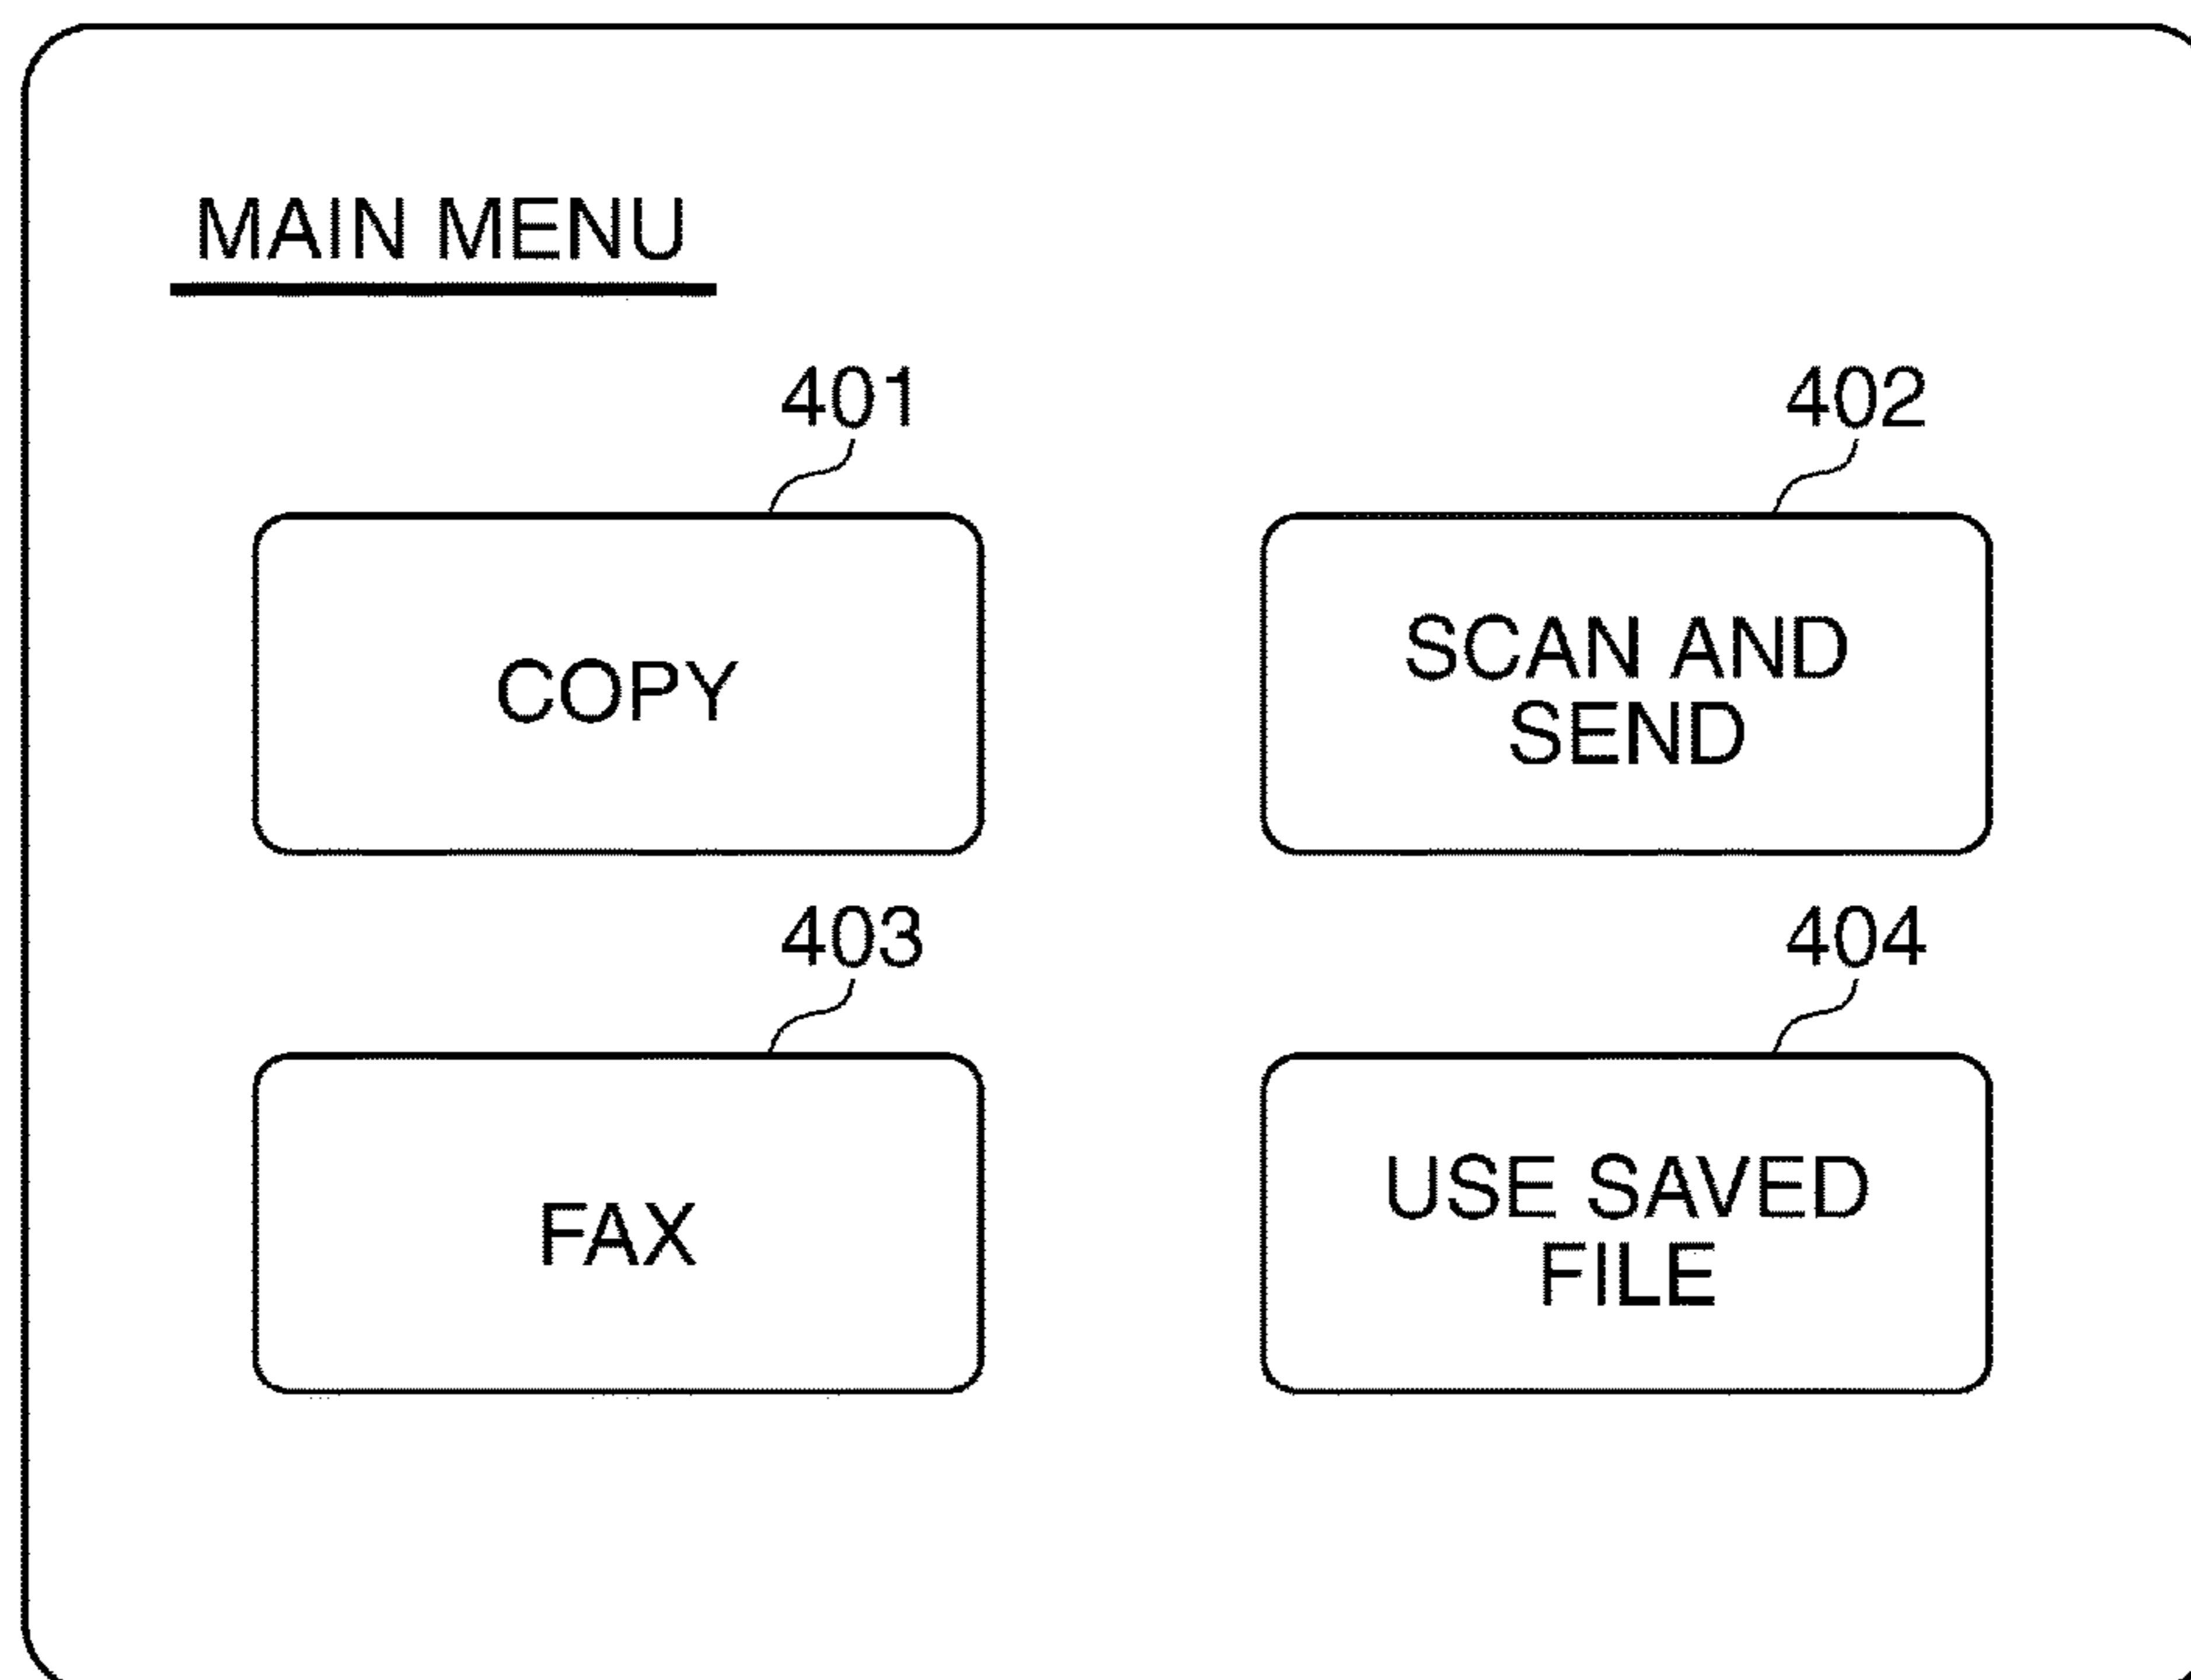 MAIN MENU
401
402
COPY
SCAN AND
SEND
403
404
FAX
USE SAVED
FILE